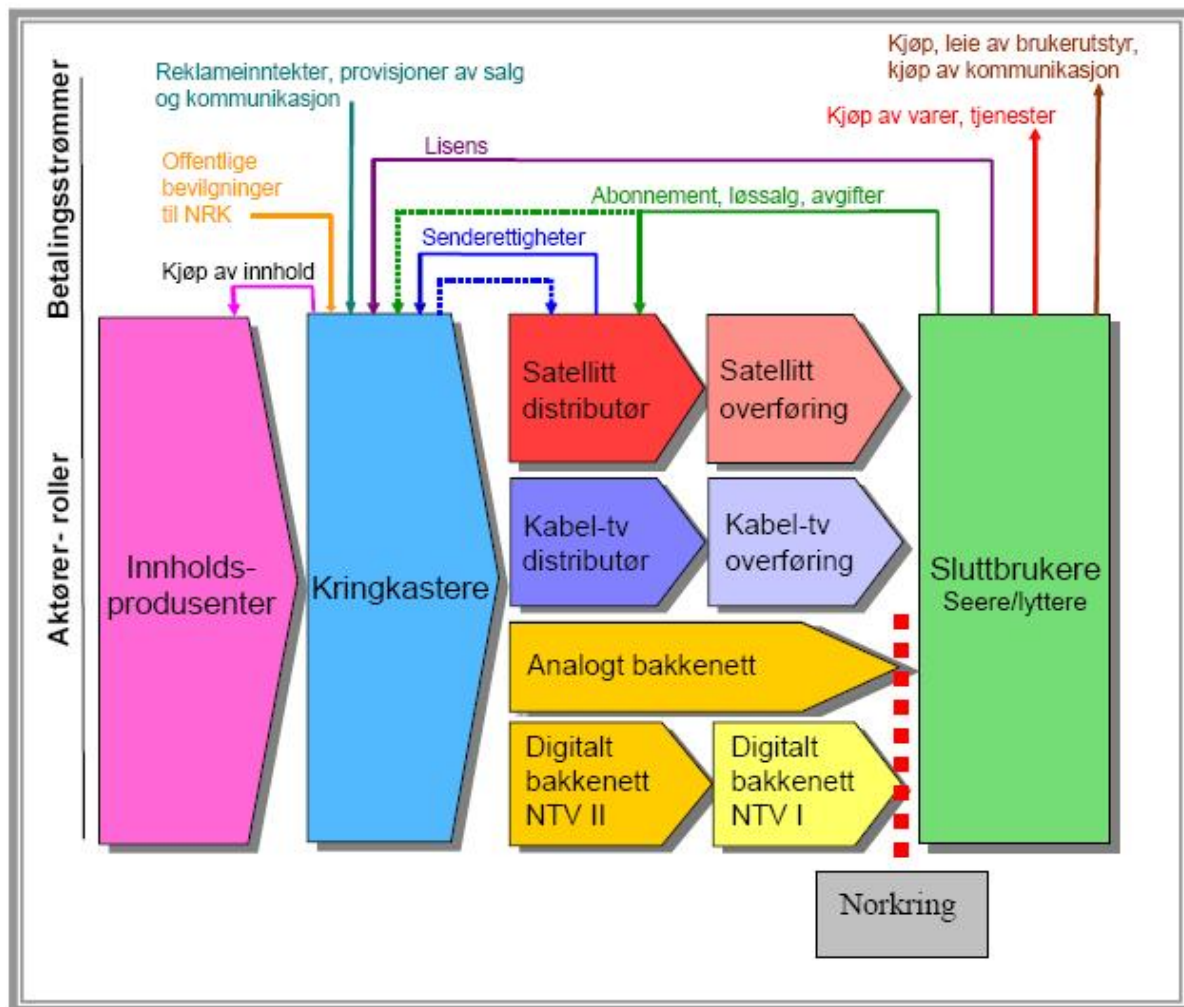 Betalingsstrømmer
Aktører- roller
Reklameinntekter, provisjoner av salg
og kommunikasjon
Kjøp, leie av brukerutstyr,
kjøp av kommunikasjon
Kjøp av varer, tjenester
Lisens
Offentlige
bevilgninger
til NRK
Abonnement, løssalg, avgifter
Senderettigheter
Kjøp av innhold
Innholds-
produsenter
Kringkastere
Satellitt
distributør
Satellitt
overføring
Kabel-tv
distributør
Kabel-tv
overføring
Analogt bakkenett
Digitalt
bakkenett
NTV II
Digitalt
bakkenett
NTV I
Sluttbrukere
Seere/lyttere
Norkring